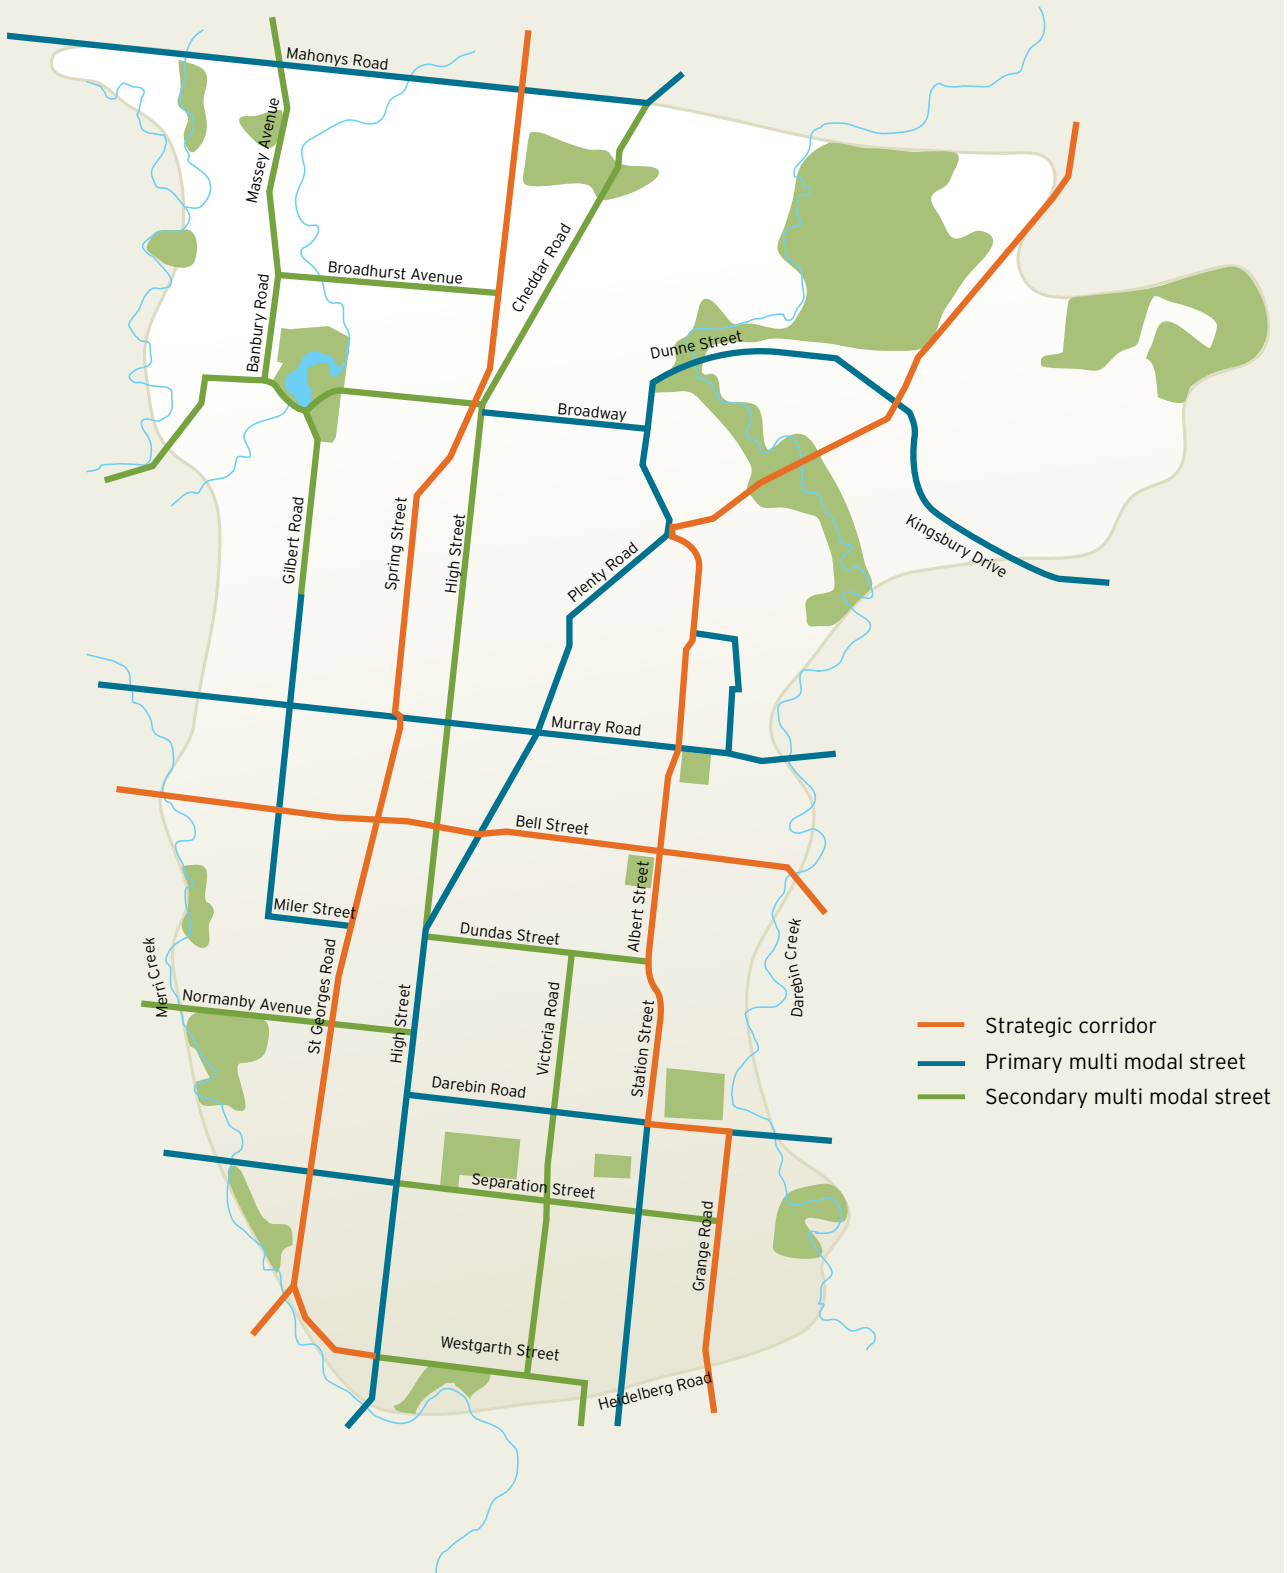 Mahonys Road
Massey Avenue
Cheddar Road
Broadhurst Avenue
Banbury Road
Dunne Street
Broadway
Gilbert Road
Spring Street
High Street
Plenty Road
Kingsbury Drive
Murray Road
Bell Street
Albert Street
Miler Street
Dundas Street
Darebin Creek
Merri Creek
St Georges Road
Normanby Avenue
High Street
Victoria Road
Station Street
Strategic corridor
Primary multi modal street
Secondary multi modal street
Darebin Road
Separation Street
Grange Road
Westgarth Street
Heidelberg Road